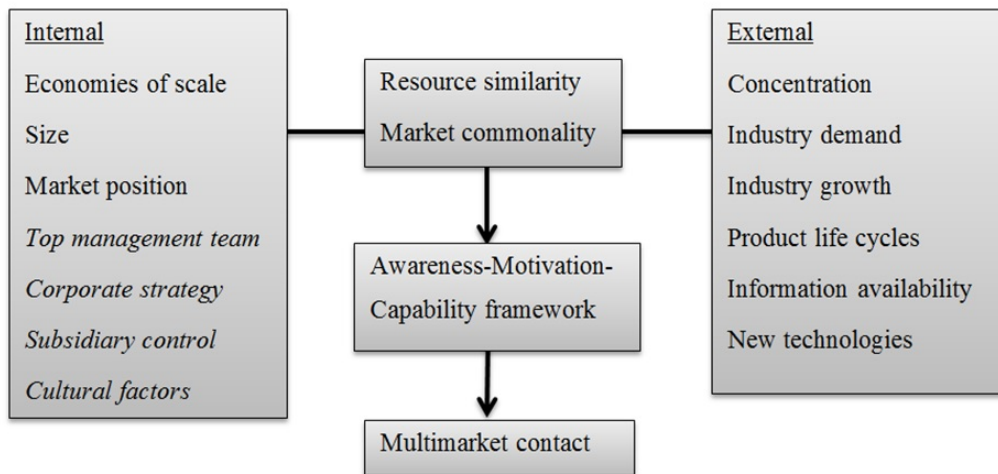 Internal
Economies of scale
Size
Market position
Top management team
Corporate strategy
Subsidiary control
Cultural factors
Resource similarity
Market commonality
Awareness-Motivation-
Capability framework
Multimarket contact
External
Concentration
Industry demand
Industry growth
Product life cycles
Information availability
New technologies